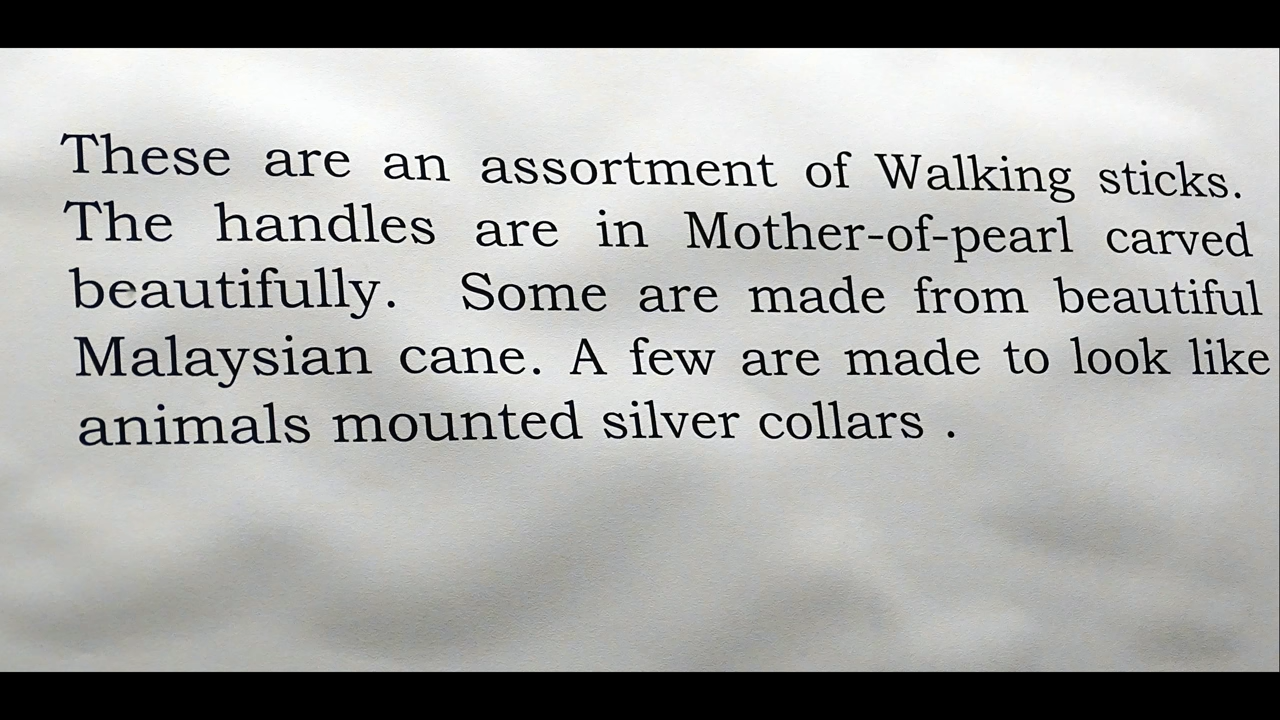 These are an assortment of Walking sticks.
The handles are in Mother-of-pearl carved
beautifully. Some are made from beautiful
Malaysian cane. A few are made to look like
animals mounted silver collars .